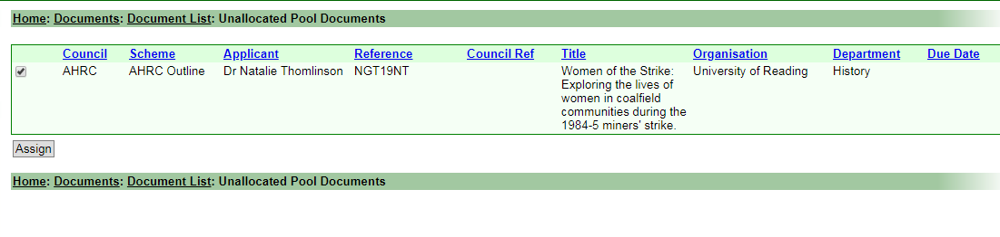 Home: Documents: Document List: Unallocated Pool Documents
Council Scheme Applicant Reference Council Ref Title Organisation Department Due Date
AHRC AHRC Outline Dr Natalie Thomlinson NGT19NT Women of the Strike: University of Reading History
Exploring the lives of
women in coalfield
communities during the
1984-5 miners' strike.
Assign
Home: Documents: Document List: Unallocated Pool Documents